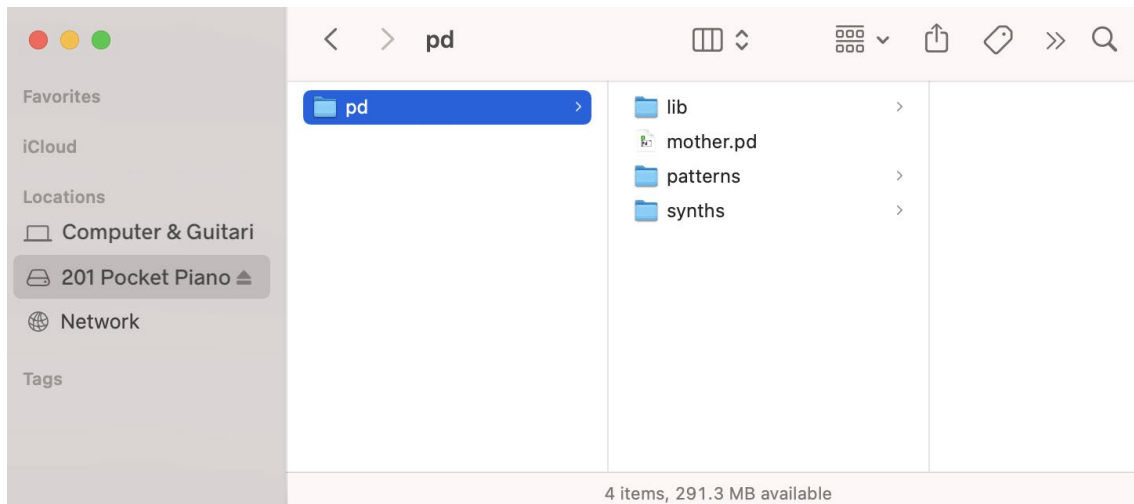 pd
Favorites
iCloud
Locations
Computer & Guitari
201 Pocket Piano
Network
Tags
pd
lib
mother.pd
patterns
synths
4 items, 291.3 MB available